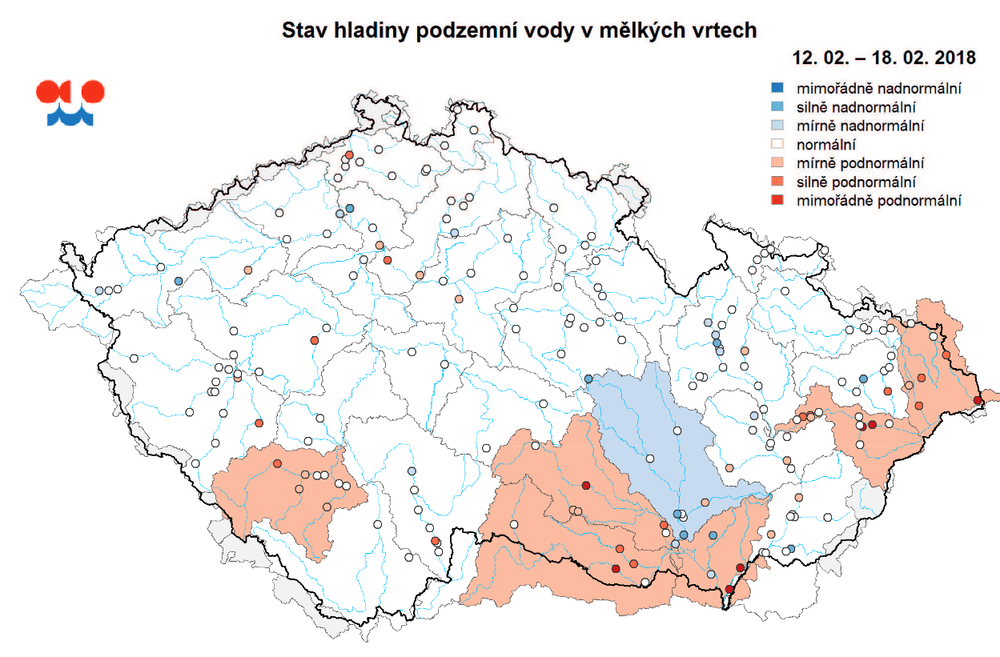 Stav hladiny podzemní vody v mělkých vrtech
12. 02. – 18. 02. 2018
mimořádně nadnormální
silně nadnormální
mírně nadnormální
normální
mírně podnormální
silně podnormální
mimořádně podnormální